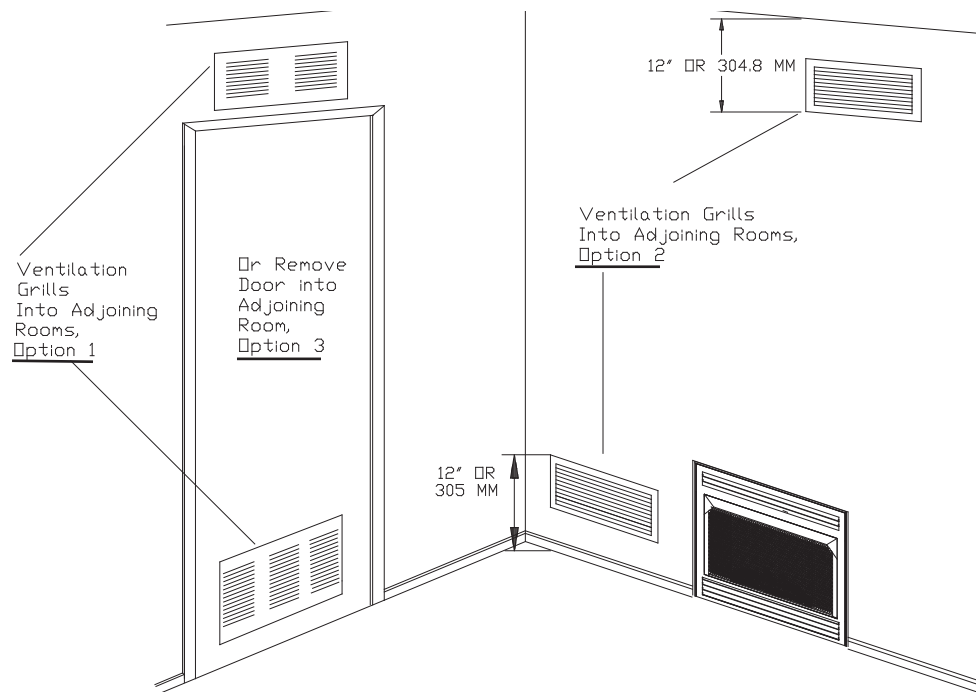 12" OR 304.8 MM
Ventilation Grills
Into Adjoining Rooms,
Option 2
Ventilation
Grills
Into Adjoining
Rooms,
Option 1
Or Remove
Door into
Adjoining
Room,
Option 3
12" OR
305 MM